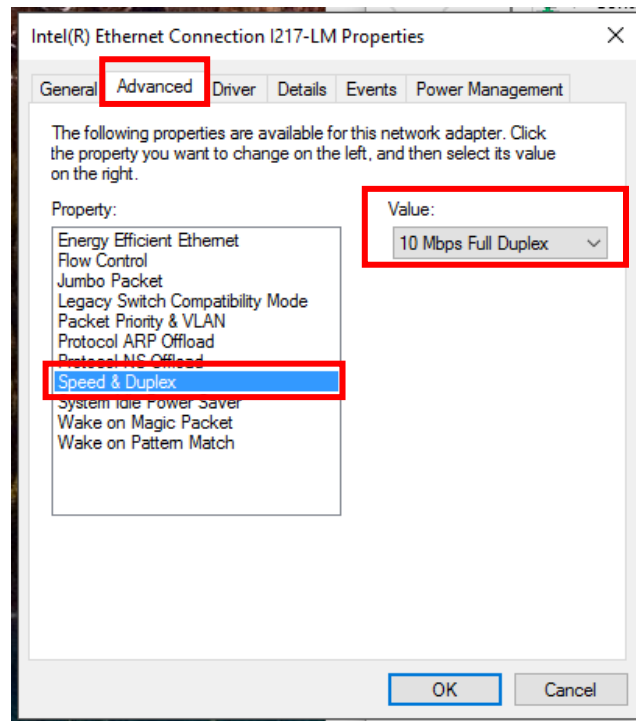 Intel(R) Ethernet Connection I217-LM Properties
General Advanced Driver Details Events Power Management
The following properties are available for this network adapter. Click
the property you want to change on the left, and then select its value
on the right.
Property:
Value:
Energy Efficient Ethernet
Flow Control
Jumbo Packet
Legacy Switch Compatibility Mode
Packet Priority & VLAN
Protocol ARP Offload
Protocol NS Offload
Speed & Duplex
System Idle Power Saver
Wake on Magic Packet
Wake on Pattern Match
10 Mbps Full Duplex
OK Cancel